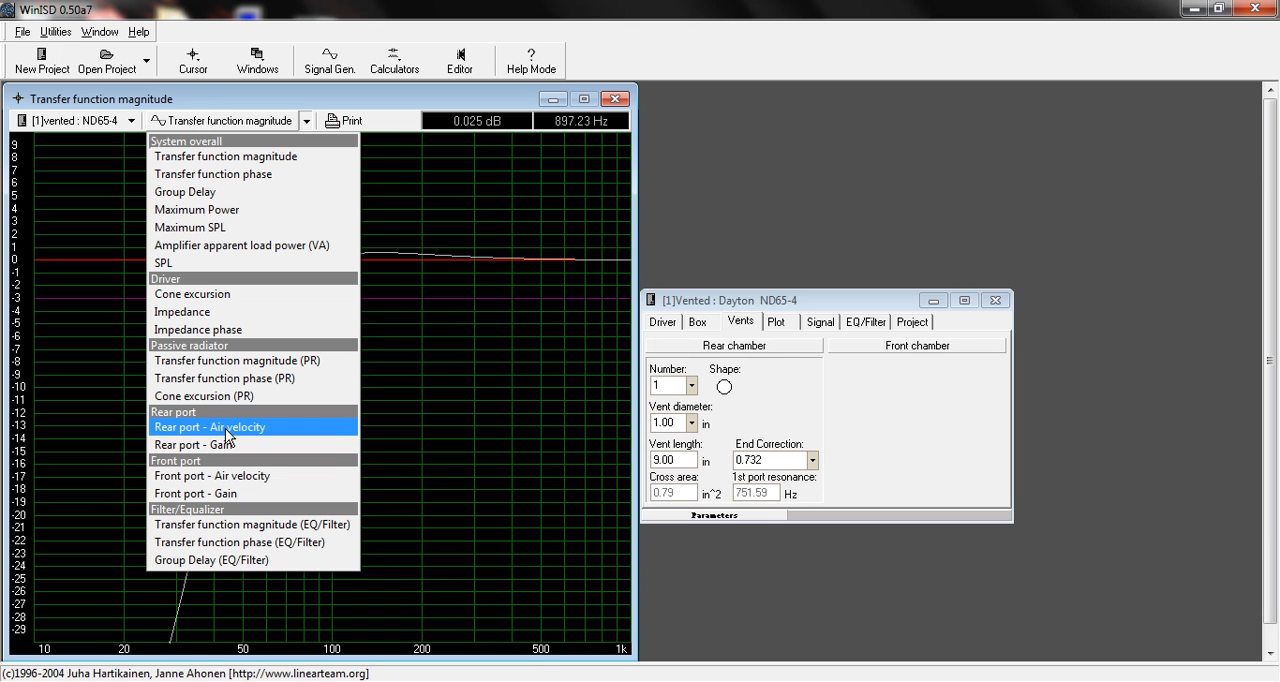 WinISD 0.50a7
File Utilities Window Help
New Project Open Project Cursor Windows Signal Gen. Calculators Editor ? Help Mode
Transfer function magnitude
[1]vented : ND65-4 Transfer function magnitude Print 0.025 dB 897.23 Hz
System overall
Transfer function magnitude
Transfer function phase
Group Delay
Maximum Power
Maximum SPL
Amplifier apparent load power (VA)
SPL
Driver
Cone excursion
Impedance
Impedance phase
Passive radiator
Transfer function magnitude (PR)
Transfer function phase (PR)
Cone excursion (PR)
Rear port
Rear port - Air velocity
Rear port - Gain
Front port
Front port - Air velocity
Front port - Gain
Filter/Equalizer
Transfer function magnitude (EQ/Filter)
Transfer function phase (EQ/Filter)
Group Delay (EQ/Filter)
9
8
7
6
5
4
3
2
1
0
-1
-2
-3
-4
-5
-6
-7
-8
-9
-10
-11
-12
-13
-14
-15
-16
-17
-18
-19
-20
-21
-22
-23
-24
-25
-26
-27
-28
-29
10 20 50 100 200 500 1k
[1]Vented : Dayton ND65-4
Driver Box Vents Plot Signal EQ/Filter Project
Rear chamber Front chamber
Number: Shape:
1
Vent diameter:
1.00 in
Vent length: End Correction:
9.00 in 0.732
Cross area: 1st port resonance:
0.79 in^2 751.59 Hz
Parameters
(c)1996-2004 Juha Hartikainen, Janne Ahonen [http://www.linearteam.org]